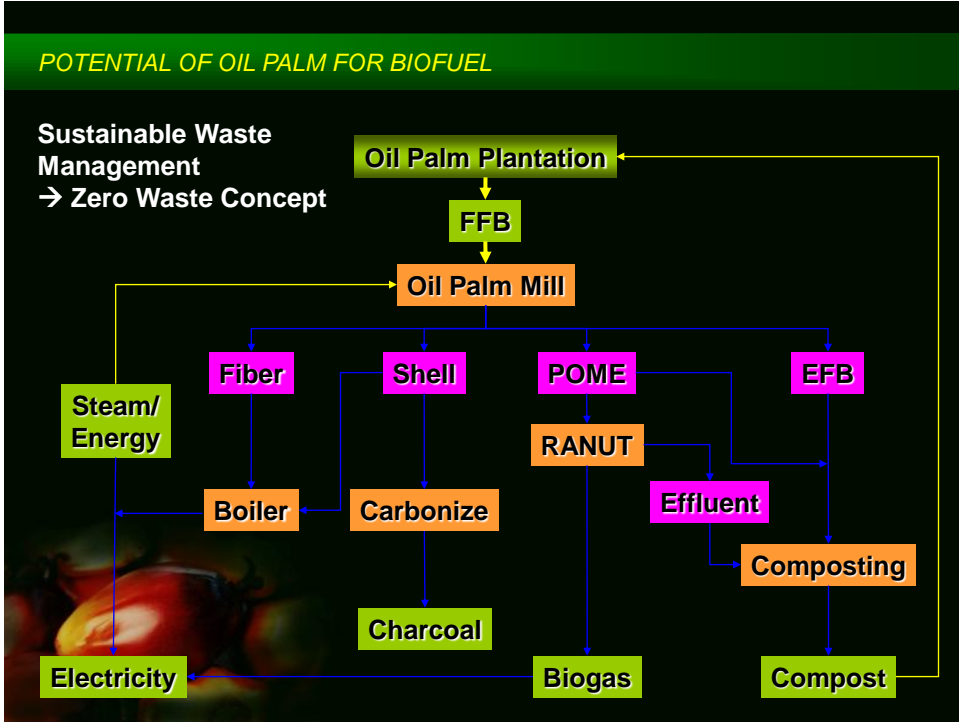 POTENTIAL OF OIL PALM FOR BIOFUEL
Sustainable Waste
Management
→ Zero Waste Concept
Oil Palm Plantation
FFB
Oil Palm Mill
Fiber
Shell
POME
EFB
Steam/
Energy
RANUT
Boiler
Carbonize
Effluent
Composting
Charcoal
Electricity
Biogas
Compost